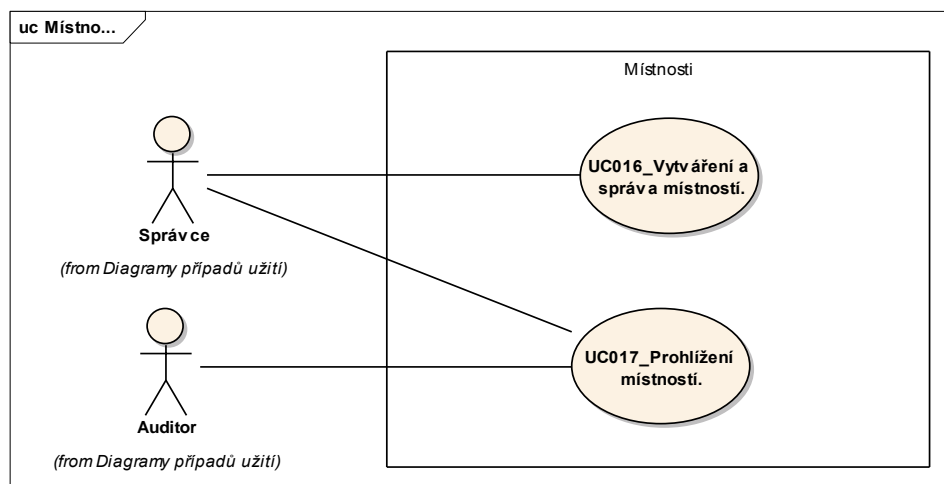 uc Místno...
Místnosti
UC016_Vytváření a
správa místností.
Správce
(from Diagramy případů užití)
UC017_Prohlížení
místností.
Auditor
(from Diagramy případů užití)